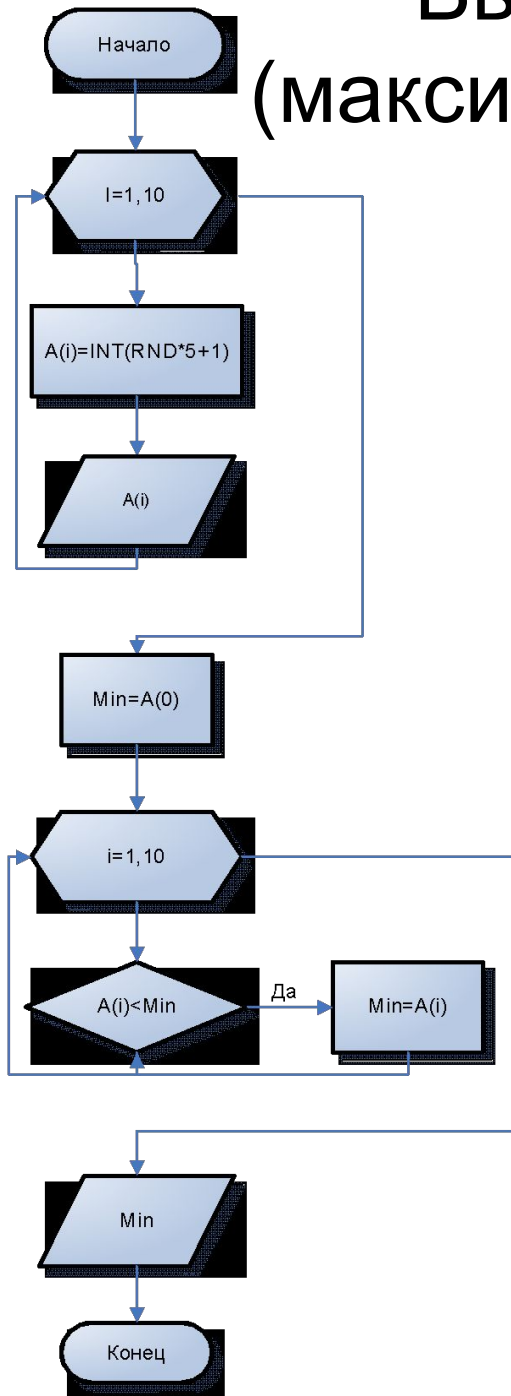 (макси
Начало
I=1,10
A(i)=INT(RND*5+1)
A(i)
Min=A(0)
i=1,10
A(i)<Min
Да
Min=A(i)
Min
Конец